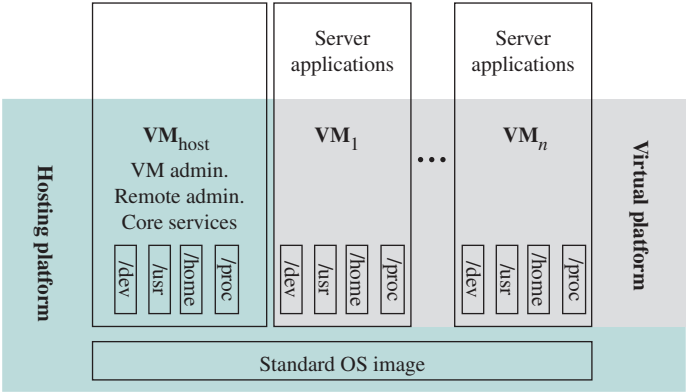 Server
applications
Server
applications
Hosting platform
VMhost
VM admin.
Remote admin.
Core services
/dev
/usr
/home
/proc
VM1
/dev
/usr
/home
/proc
...
VMn
/dev
/usr
/home
/proc
Virtual platform
Standard OS image